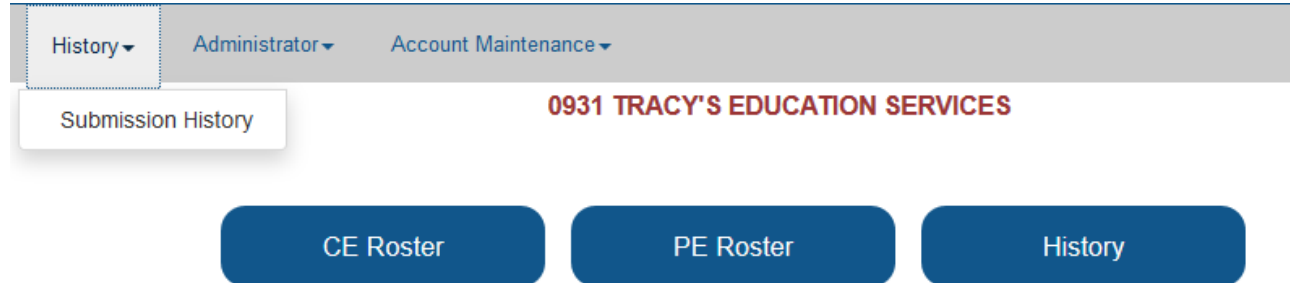 History Administrator Account Maintenance
Submission History
0931 TRACY'S EDUCATION SERVICES
CE Roster PE Roster History